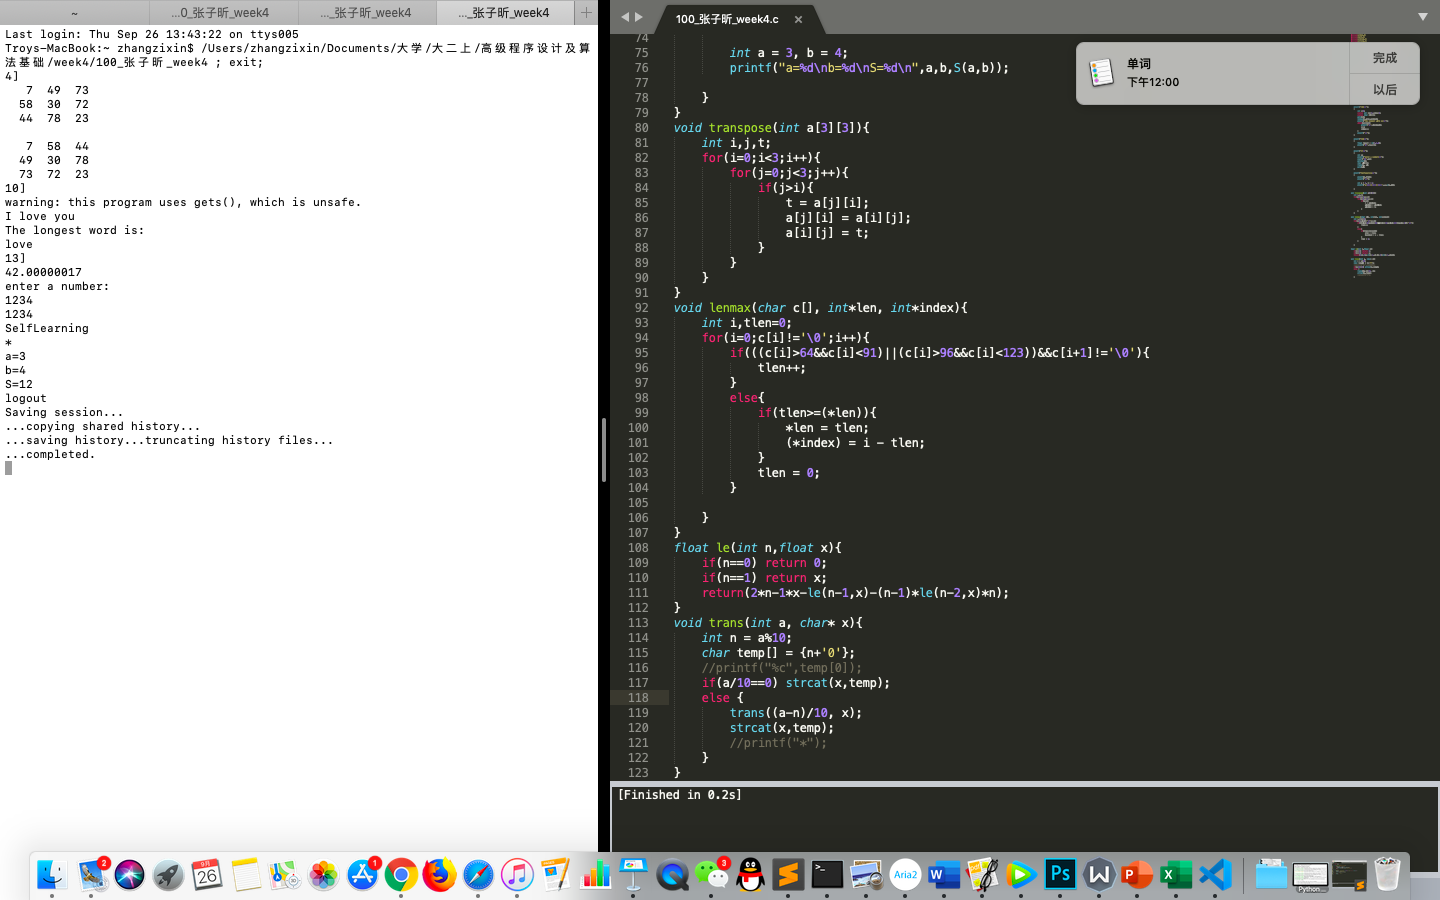 ~
...0_张子昕_week4
..._张子昕_week4
..._张子昕_week4
Last login: Thu Sep 26 13:43:22 on ttys005
Troys-MacBook:~ zhangzixin$ /Users/zhangzixin/Documents/大学/大二上/高级程序设计及算
法基础/week4/100_张子昕_week4 ; exit;
4]
7 49 73
58 30 72
44 78 23
7 58 44
49 30 78
73 72 23
10]
warning: this program uses gets(), which is unsafe.
I love you
The longest word is:
love
13]
42.00000017
enter a number:
1234
1234
SelfLearning
*
a=3
b=4
S=12
logout
Saving session...
...copying shared history...
...saving history...truncating history files...
...completed.
100_张子昕_week4.c
74
75 int a = 3, b = 4;
76 printf("a=%d\nb=%d\nS=%d\n",a,b,S(a,b));
77
78 }
79 }
80 void transpose(int a[3][3]){
81 int i,j,t;
82 for(i=0;i<3;i++){
83 for(j=0;j<3;j++){
84 if(j>i){
85 t = a[j][i];
86 a[j][i] = a[i][j];
87 a[i][j] = t;
88 }
89 }
90 }
91 }
92 void lenmax(char c[], int*len, int*index){
93 int i,tlen=0;
94 for(i=0;c[i]!='\0';i++){
95 if(((c[i]>64&&c[i]<91)||(c[i]>96&&c[i]<123))&&c[i+1]!='\0'){
96 tlen++;
97 }
98 else{
99 if(tlen>=(*len)){
100 *len = tlen;
101 (*index) = i - tlen;
102 }
103 tlen = 0;
104 }
105
106 }
107 }
108 float le(int n,float x){
109 if(n==0) return 0;
110 if(n==1) return x;
111 return(2*n-1*x-le(n-1,x)-(n-1)*le(n-2,x)*n);
112 }
113 void trans(int a, char* x){
114 int n = a%10;
115 char temp[] = {n+'0'};
116 //printf("%c",temp[0]);
117 if(a/10==0) strcat(x,temp);
118 else {
119 trans((a-n)/10, x);
120 strcat(x,temp);
121 //printf("*");
122 }
123 }
[Finished in 0.2s]
单词
下午12:00
完成
以后
2
9月
26
1
3
Aria2
W
Ps
P
X
Python ...